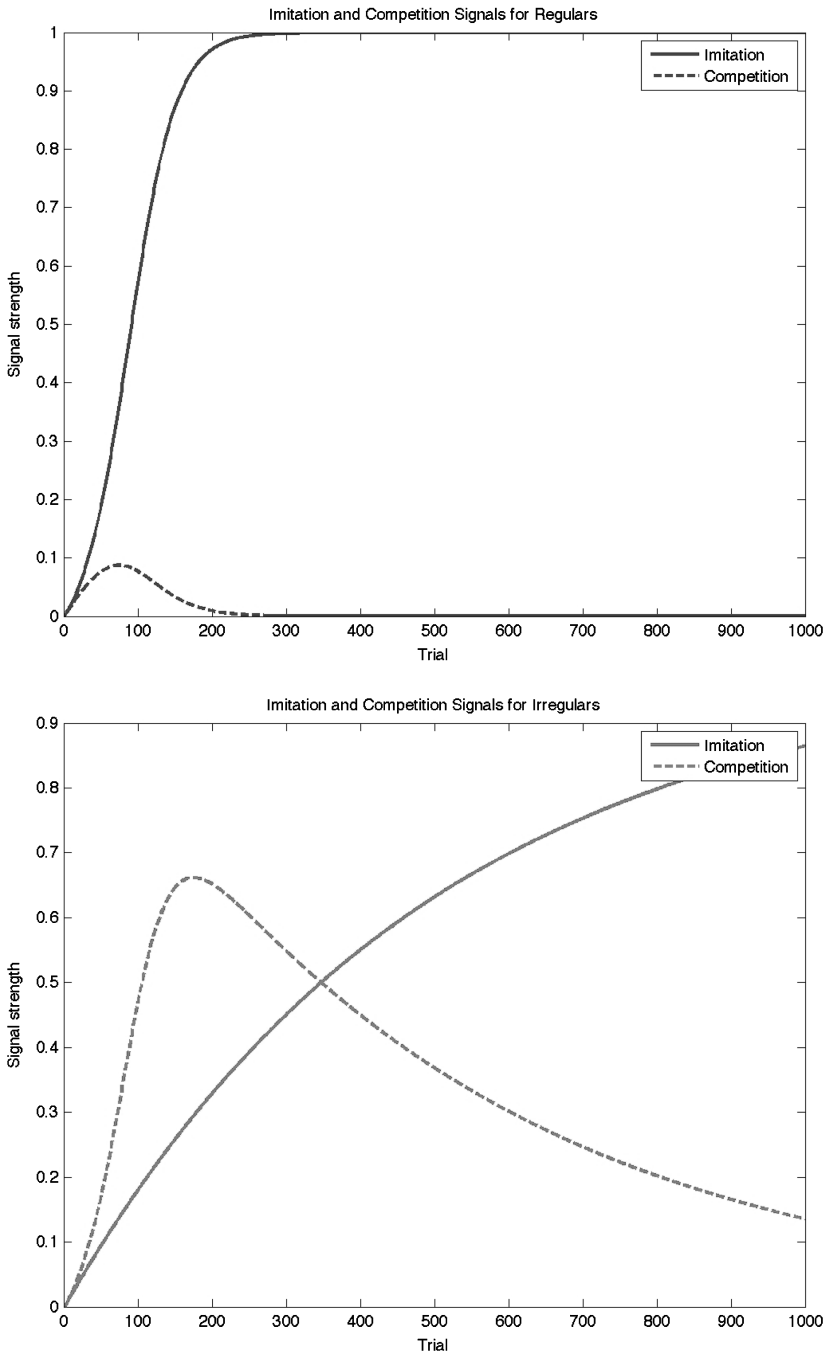 Imitation and Competition Signals for Regulars
1
0.9
0.8
0.7
0.6
0.5
0.4
0.3
0.2
0.1
0
Signal strength
Imitation
Competition
0 100 200 300 400 500 600 700 800 900 1000
Trial
Imitation and Competition Signals for Irregulars
0.9
0.8
0.7
0.6
0.5
0.4
0.3
0.2
0.1
0
Signal strength
Imitation
Competition
0 100 200 300 400 500 600 700 800 900 1000
Trial